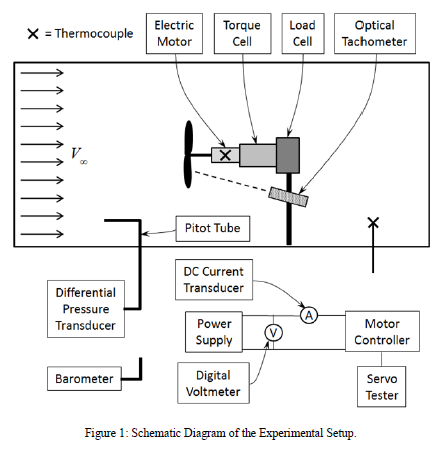 ✕ = Thermocouple
Electric
Motor
Torque
Cell
Load
Cell
Optical
Tachometer
V∞
Pitot Tube
Differential
Pressure
Transducer
DC Current
Transducer
A
Power
Supply
V
Motor
Controller
Barometer
Digital
Voltmeter
Servo
Tester
Figure 1: Schematic Diagram of the Experimental Setup.